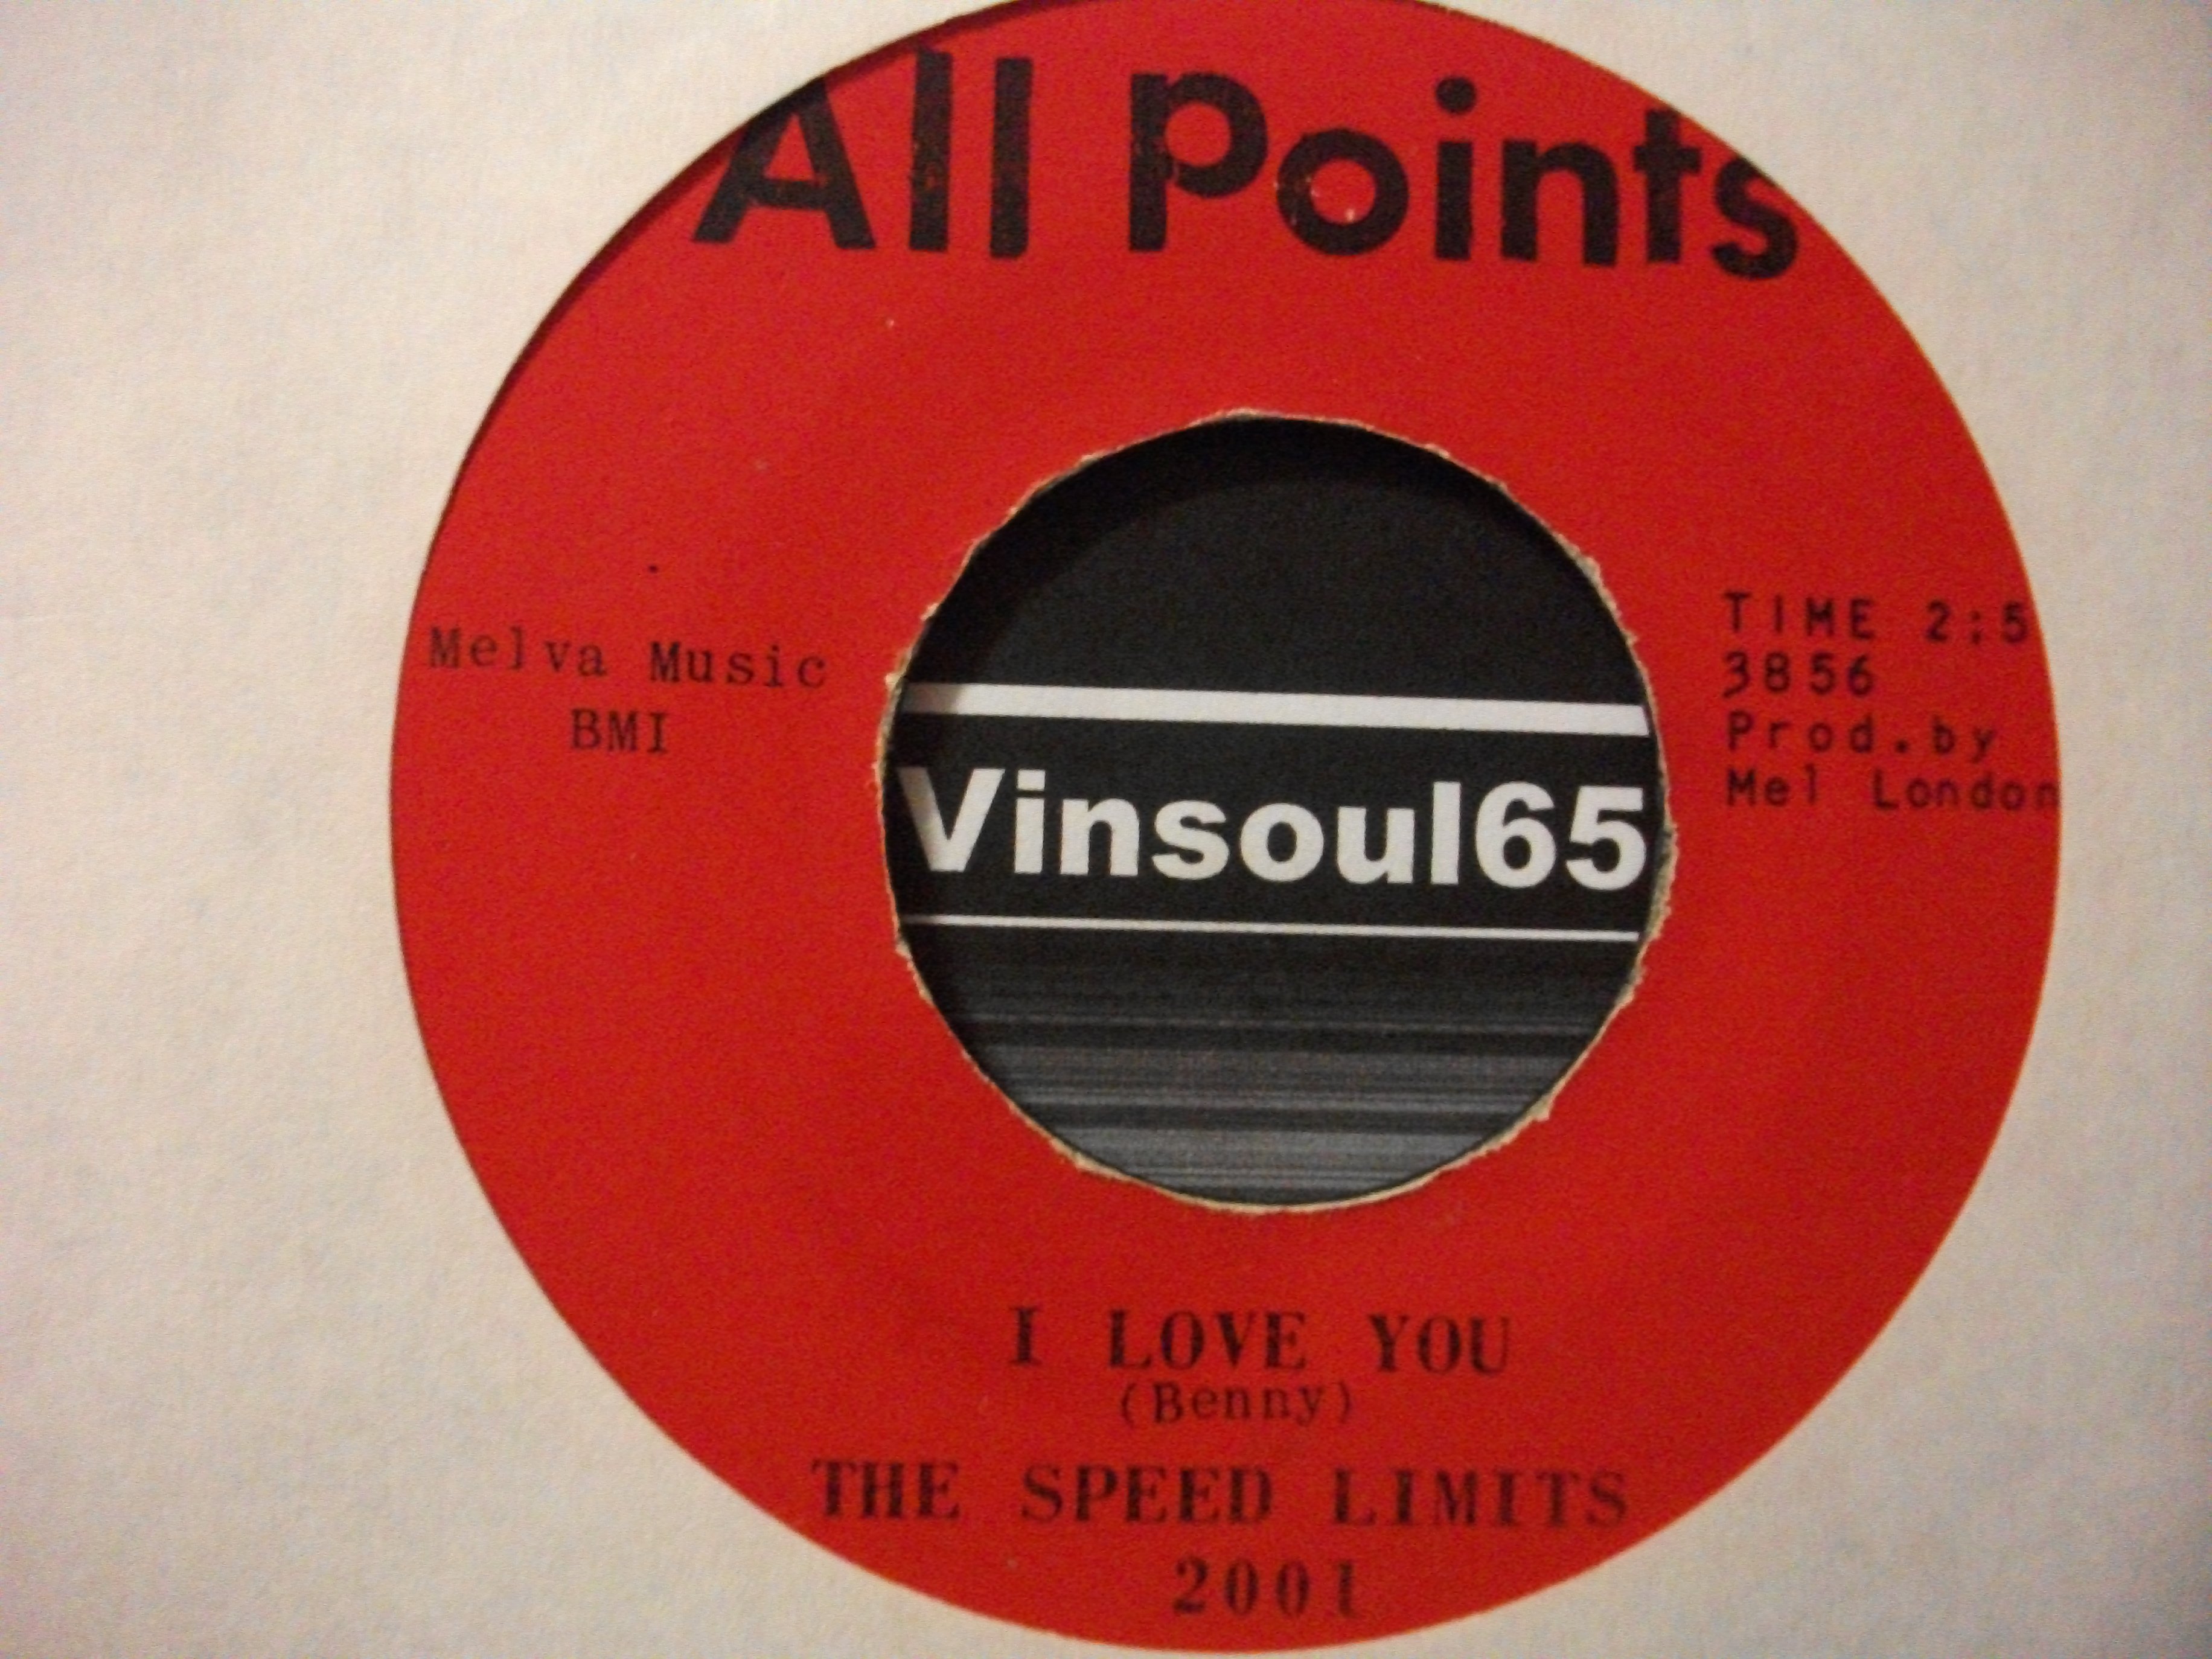 All Points
Melva Music
BMI
TIME 2:5
3856
Prod.by
Mel London
Vinsoul65
I LOVE YOU
(Benny)
THE SPEED LIMITS
2001